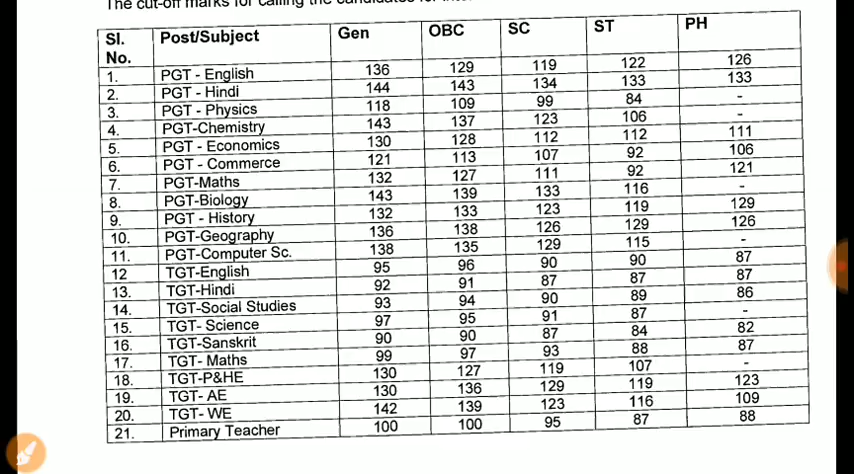 The cut-off marks for calling the candidates for
Sl. No. Post/Subject Gen OBC SC ST PH
1. PGT - English 136 129 119 122 126
2. PGT - Hindi 144 143 134 133 133
3. PGT - Physics 118 109 99 84 -
4. PGT-Chemistry 143 137 123 106 -
5. PGT - Economics 130 128 112 112 111
6. PGT - Commerce 121 113 107 92 106
7. PGT-Maths 132 127 111 92 121
8. PGT-Biology 143 139 133 116 -
9. PGT - History 132 133 123 119 129
10. PGT-Geography 136 138 126 129 126
11. PGT-Computer Sc. 138 135 129 115 -
12 TGT-English 95 96 90 90 87
13. TGT-Hindi 92 91 87 87 87
14. TGT-Social Studies 93 94 90 89 86
15. TGT- Science 97 95 91 87 -
16. TGT-Sanskrit 90 90 87 84 82
17. TGT- Maths 99 97 93 88 87
18. TGT-P&HE 130 127 119 107 -
19. TGT- AE 130 136 129 119 123
20. TGT- WE 142 139 123 116 109
21. Primary Teacher 100 100 95 87 88